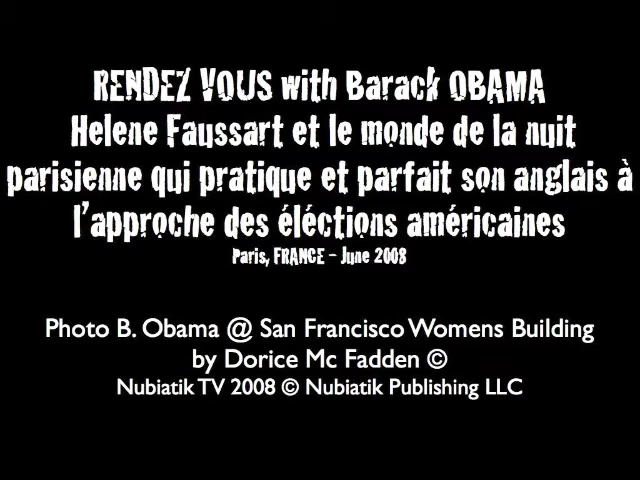 RENDEZ VOUS with Barack OBAMA
Helene Faussart et le monde de la nuit
parisienne qui pratique et parfait son anglais à
l'approche des éléctions américaines
Paris, FRANCE - June 2008
Photo B. Obama @ San Francisco Womens Building
by Dorice Mc Fadden ©
Nubiatik TV 2008 © Nubiatik Publishing LLC